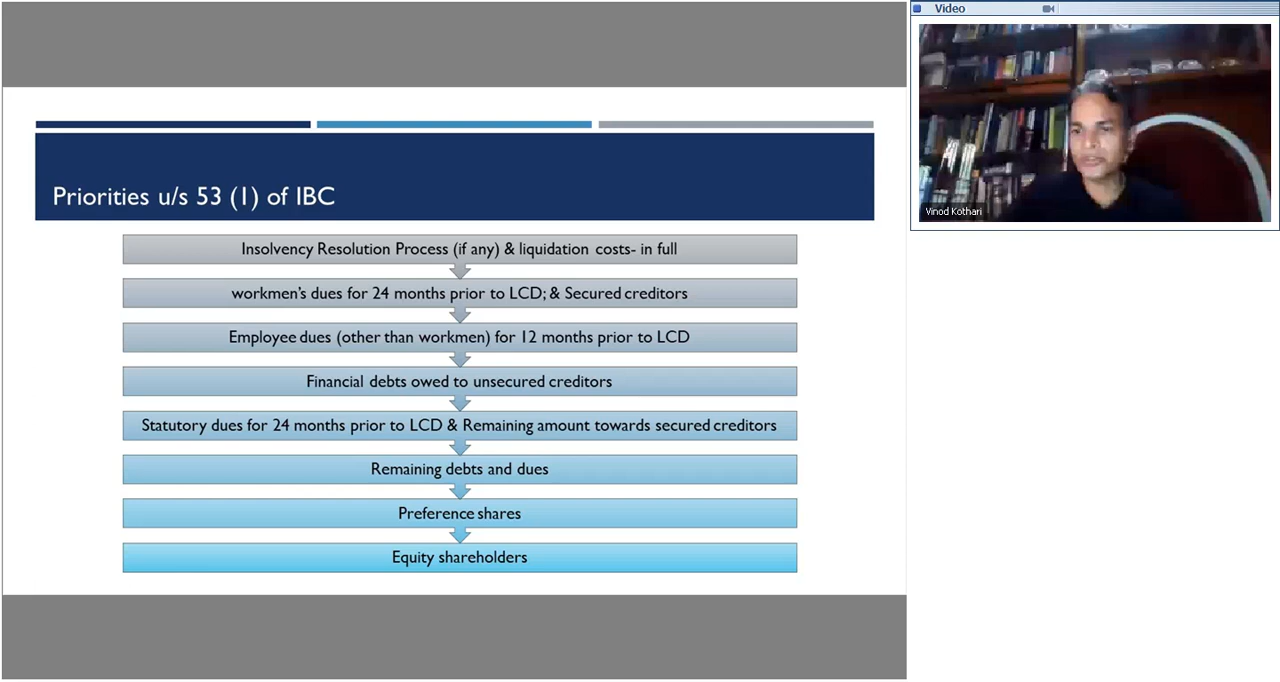 Video
Vinod Kothari
Priorities u/s 53 (1) of IBC
Insolvency Resolution Process (if any) & liquidation costs- in full
workmen's dues for 24 months prior to LCD; & Secured creditors
Employee dues (other than workmen) for 12 months prior to LCD
Financial debts owed to unsecured creditors
Statutory dues for 24 months prior to LCD & Remaining amount towards secured creditors
Remaining debts and dues
Preference shares
Equity shareholders